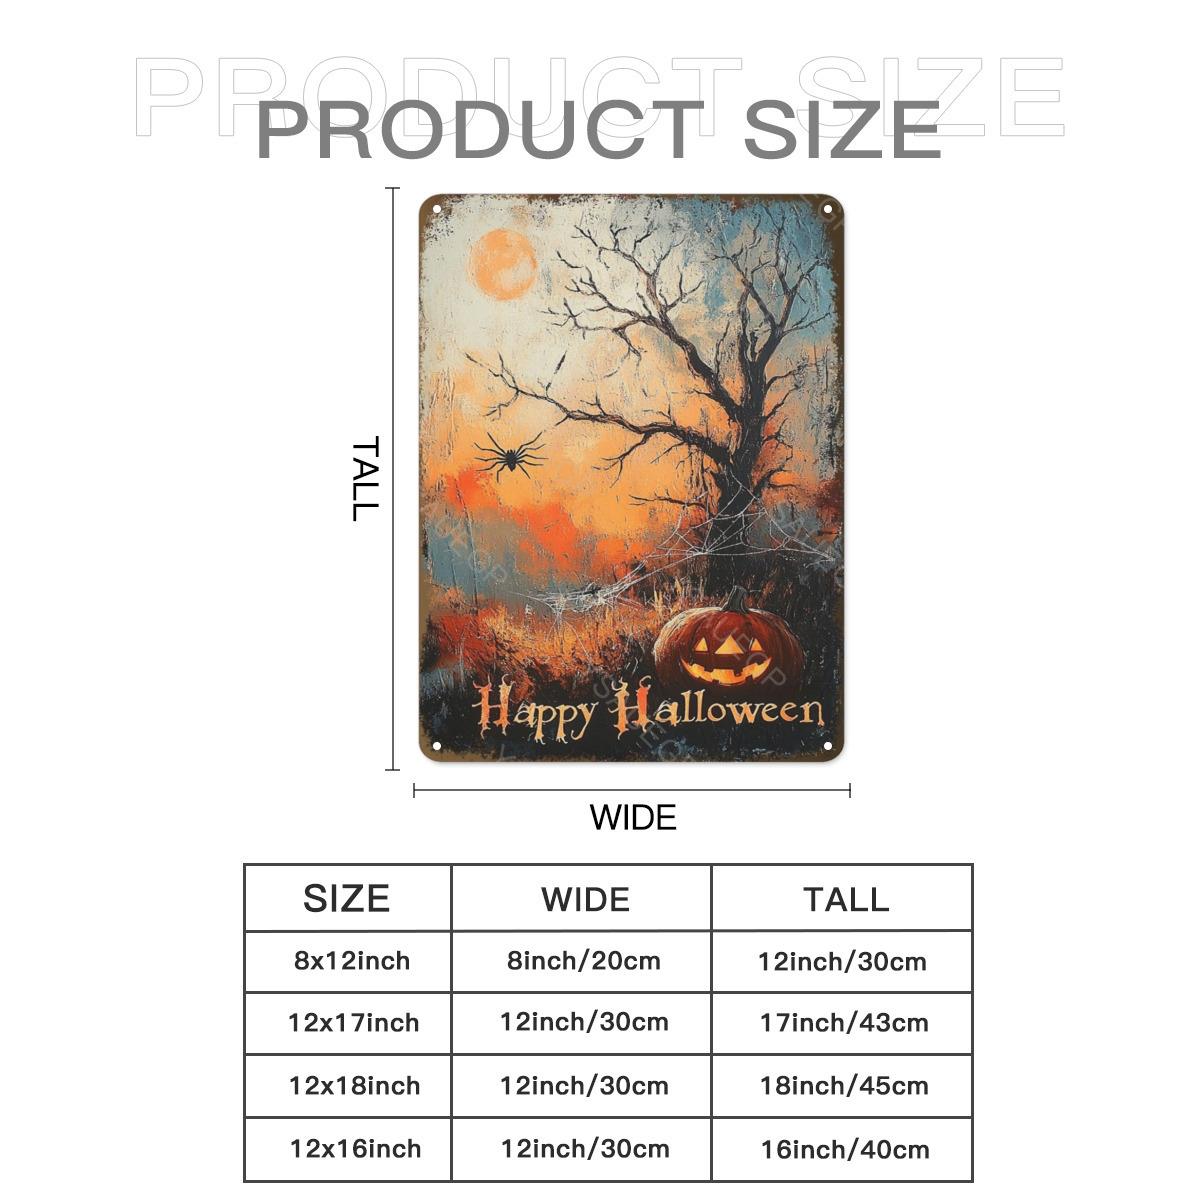 PRODUCT SIZE
PRODUCT SIZE
TALL
Happy Halloween
WIDE
SIZE WIDE TALL
8x12inch 8inch/20cm 12inch/30cm
12x17inch 12inch/30cm 17inch/43cm
12x18inch 12inch/30cm 18inch/45cm
12x16inch 12inch/30cm 16inch/40cm